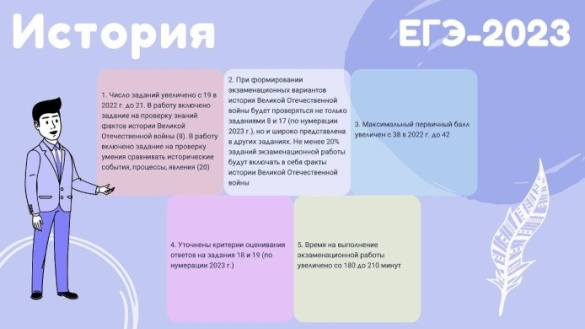 История
ЕГЭ-2023
1. Число заданий увеличено с 19 в
2022 г. до 21. В работу включено
задание на проверку знаний
фактов истории Великой
Отечественной войны (8). В работу
включено задание на проверку
умения сравнивать исторические
события, процессы, явления (20)
2. При формировании
экзаменационных вариантов
история Великой Отечественной
войны будет проверяться не только
заданиями 8 и 17 (по нумерации
2023 г.), но и широко представлена
в других заданиях. Не менее 20%
заданий экзаменационной работы
будут включать в себя факты
истории Великой Отечественной
войны
3. Максимальный первичный балл
увеличен с 38 в 2022 г. до 42
4. Уточнены критерии оценивания
ответов на задания 18 и 19 (по
нумерации 2023 г.)
5. Время на выполнение
экзаменационной работы
увеличено со 180 до 210 минут